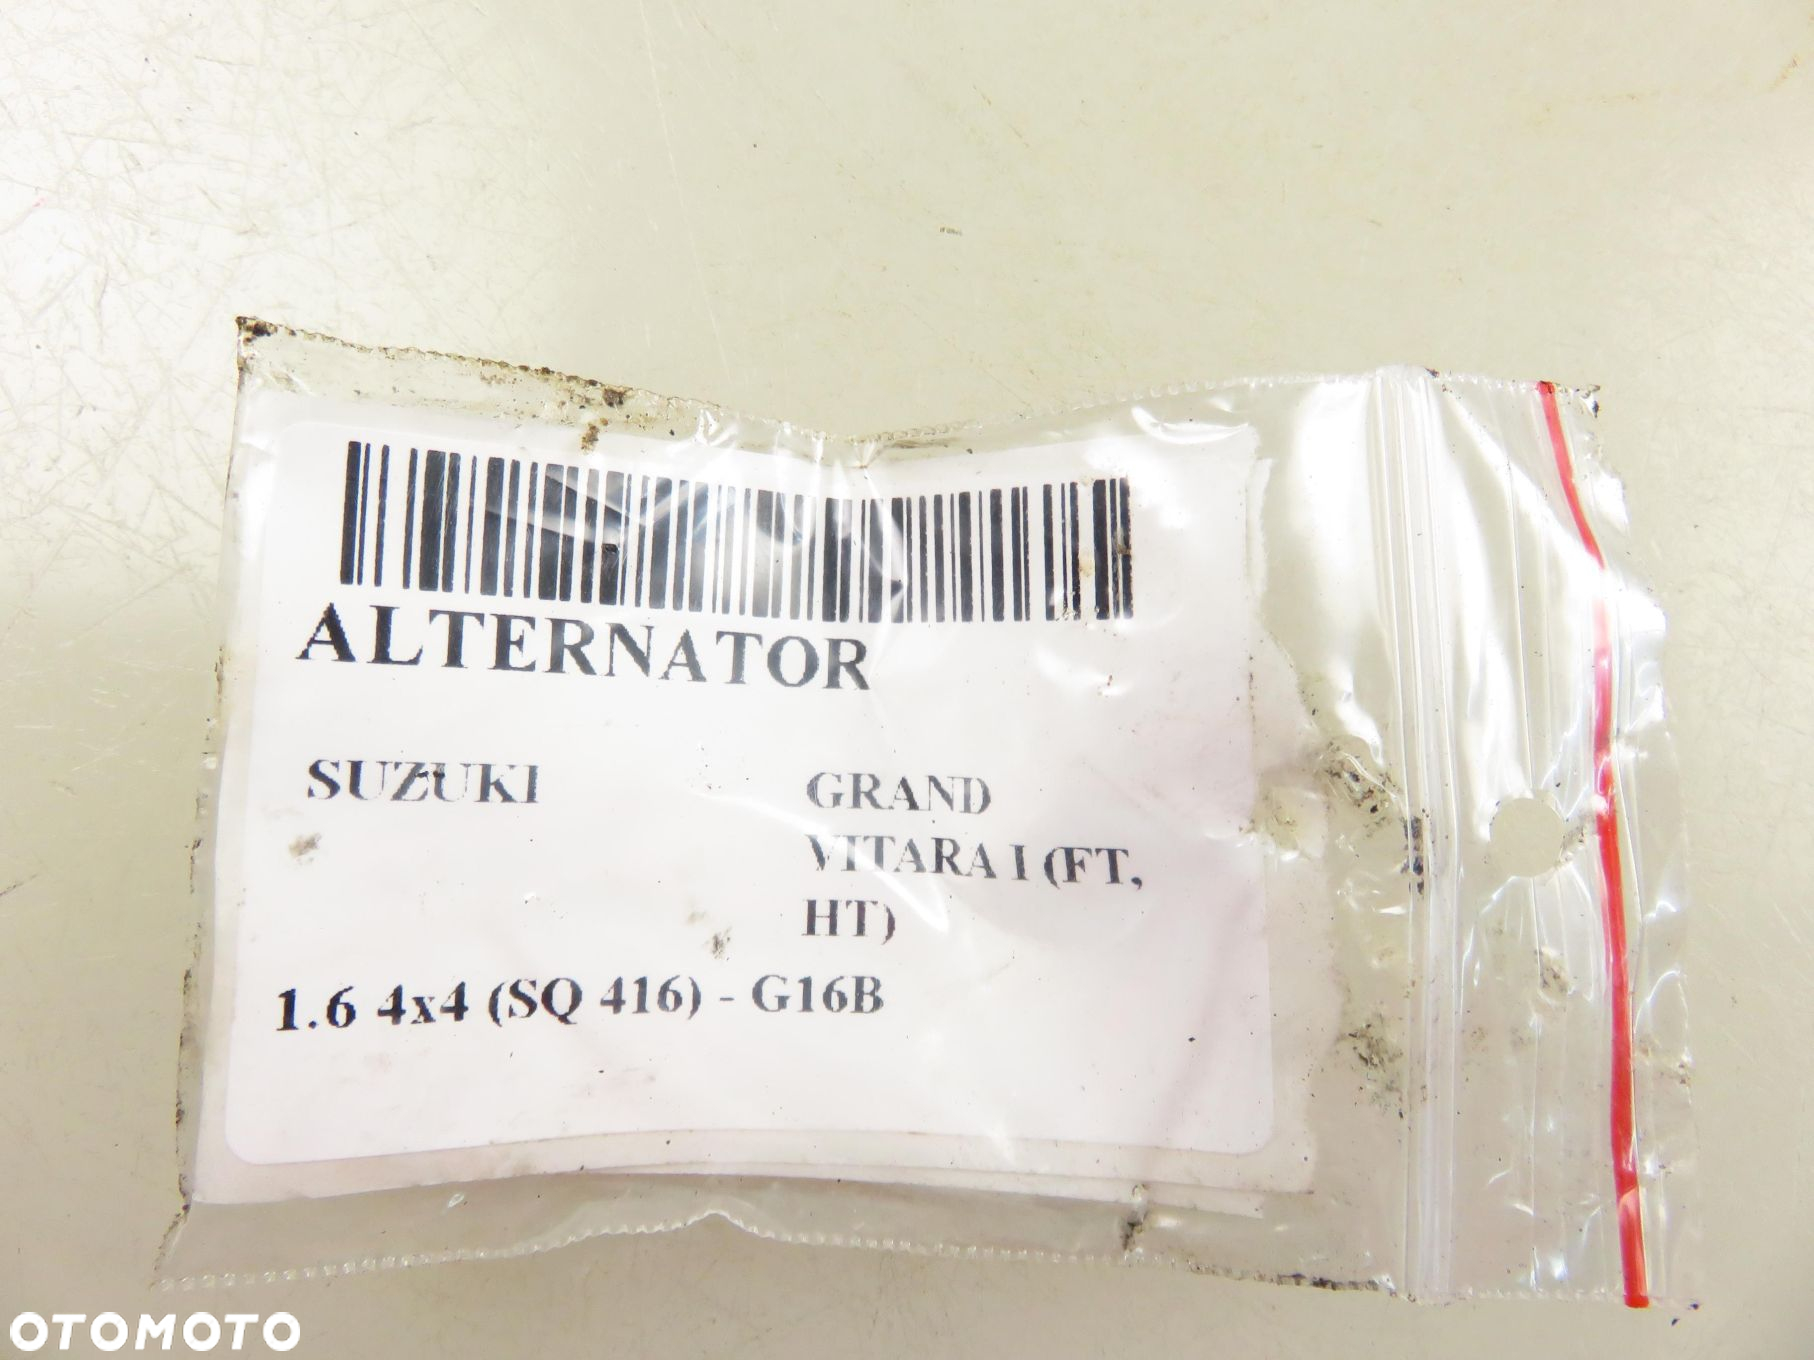 ALTERNATOR
SUZUKI
GRAND
VITARA I (FT,
HT)
1.6 4x4 (SQ 416) - G16B
OTOMOTO